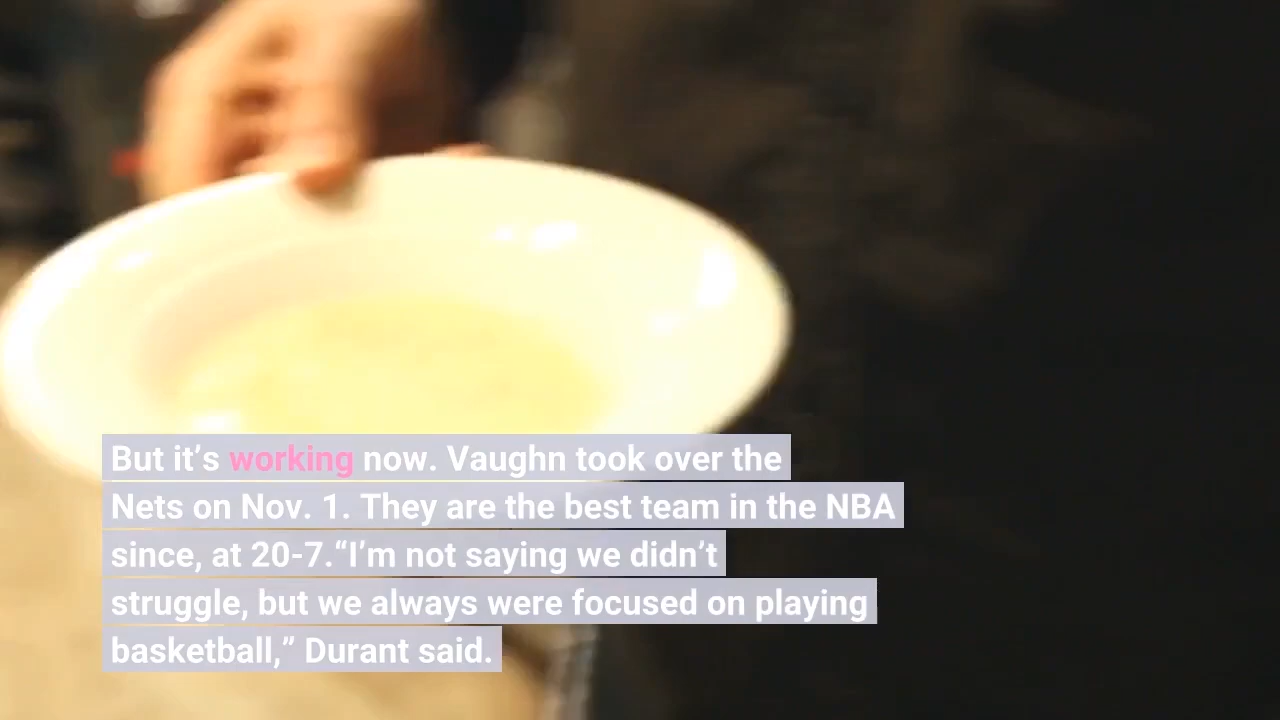 But it’s working now. Vaughn took over the
Nets on Nov. 1. They are the best team in the NBA
since, at 20-7.“I’m not saying we didn’t
struggle, but we always were focused on playing
basketball,” Durant said.